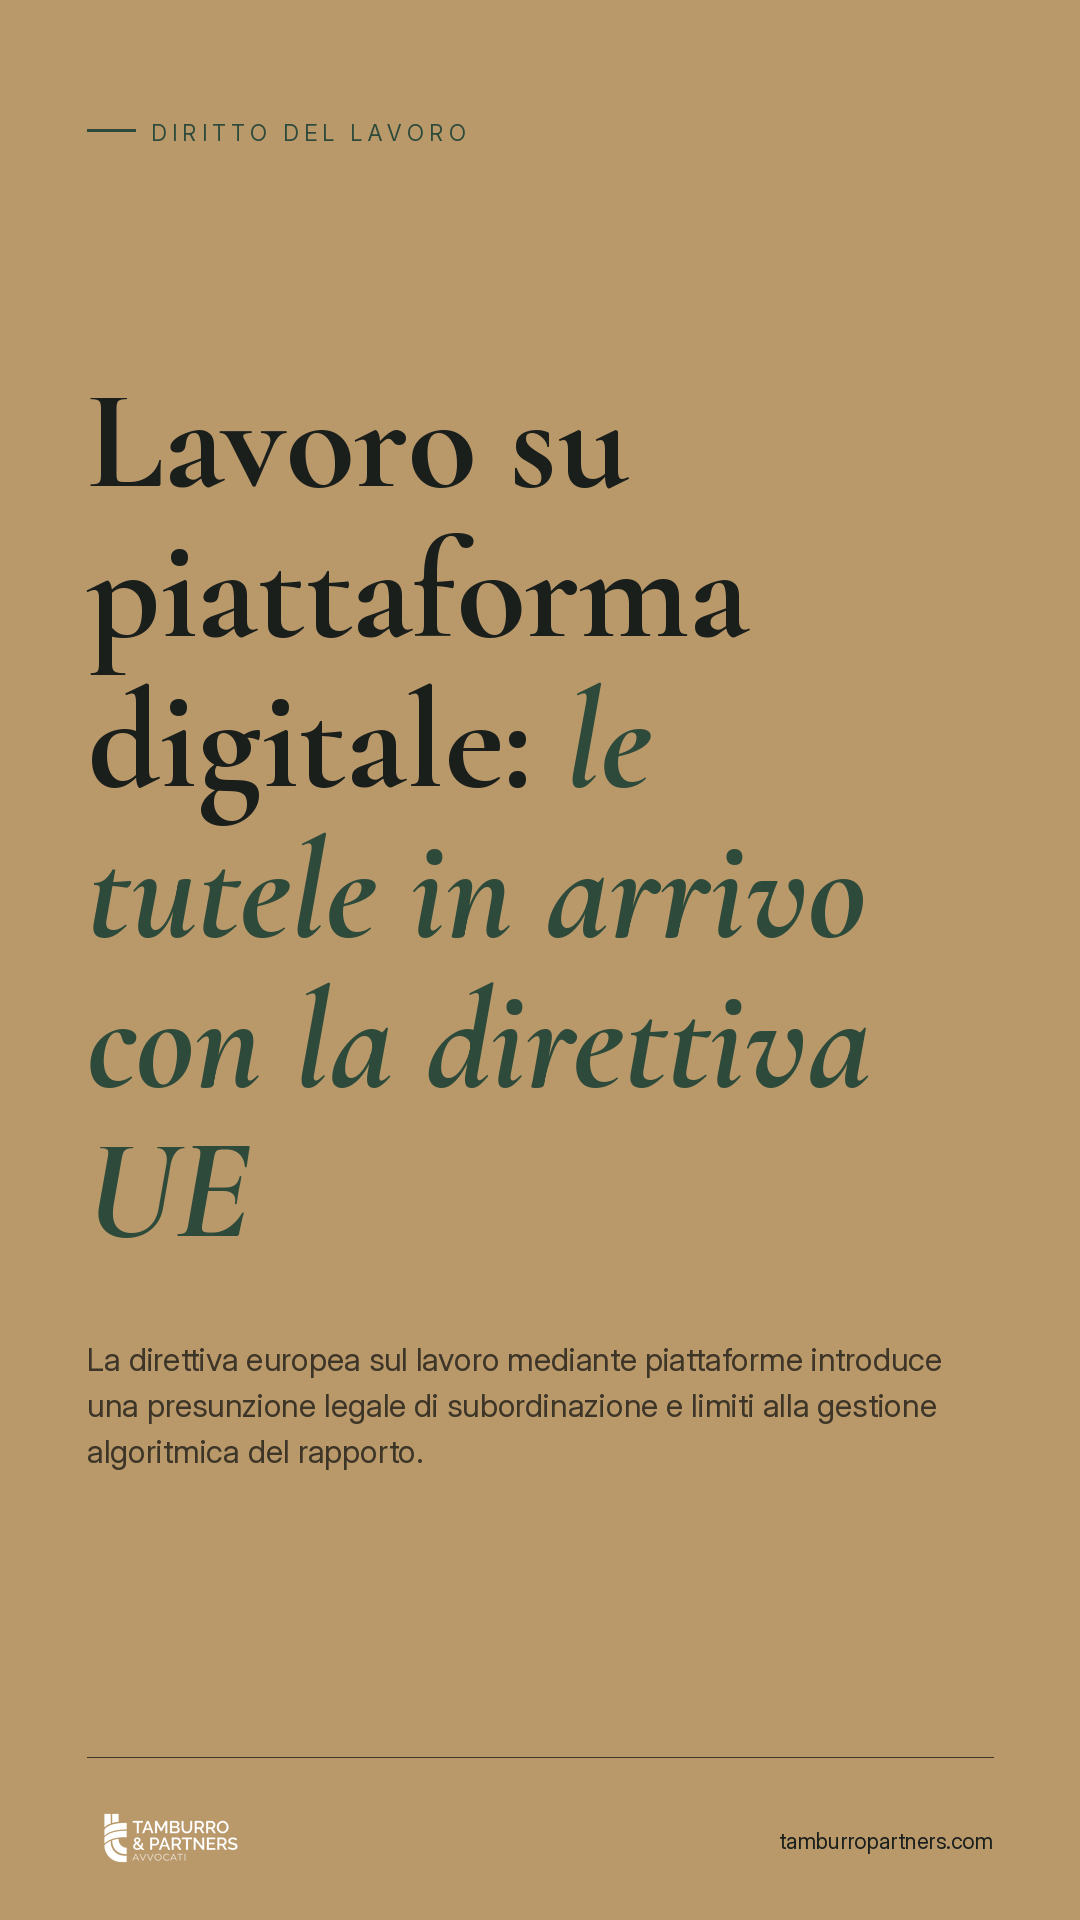 DIRITTO DEL LAVORO
Lavoro su
piattaforma
digitale: le
tutele in arrivo
con la direttiva
UE
La direttiva europea sul lavoro mediante piattaforme introduce
una presunzione legale di subordinazione e limiti alla gestione
algoritmica del rapporto.
TAMBURRO
& PARTNERS
AVVOCATI
tamburropartners.com